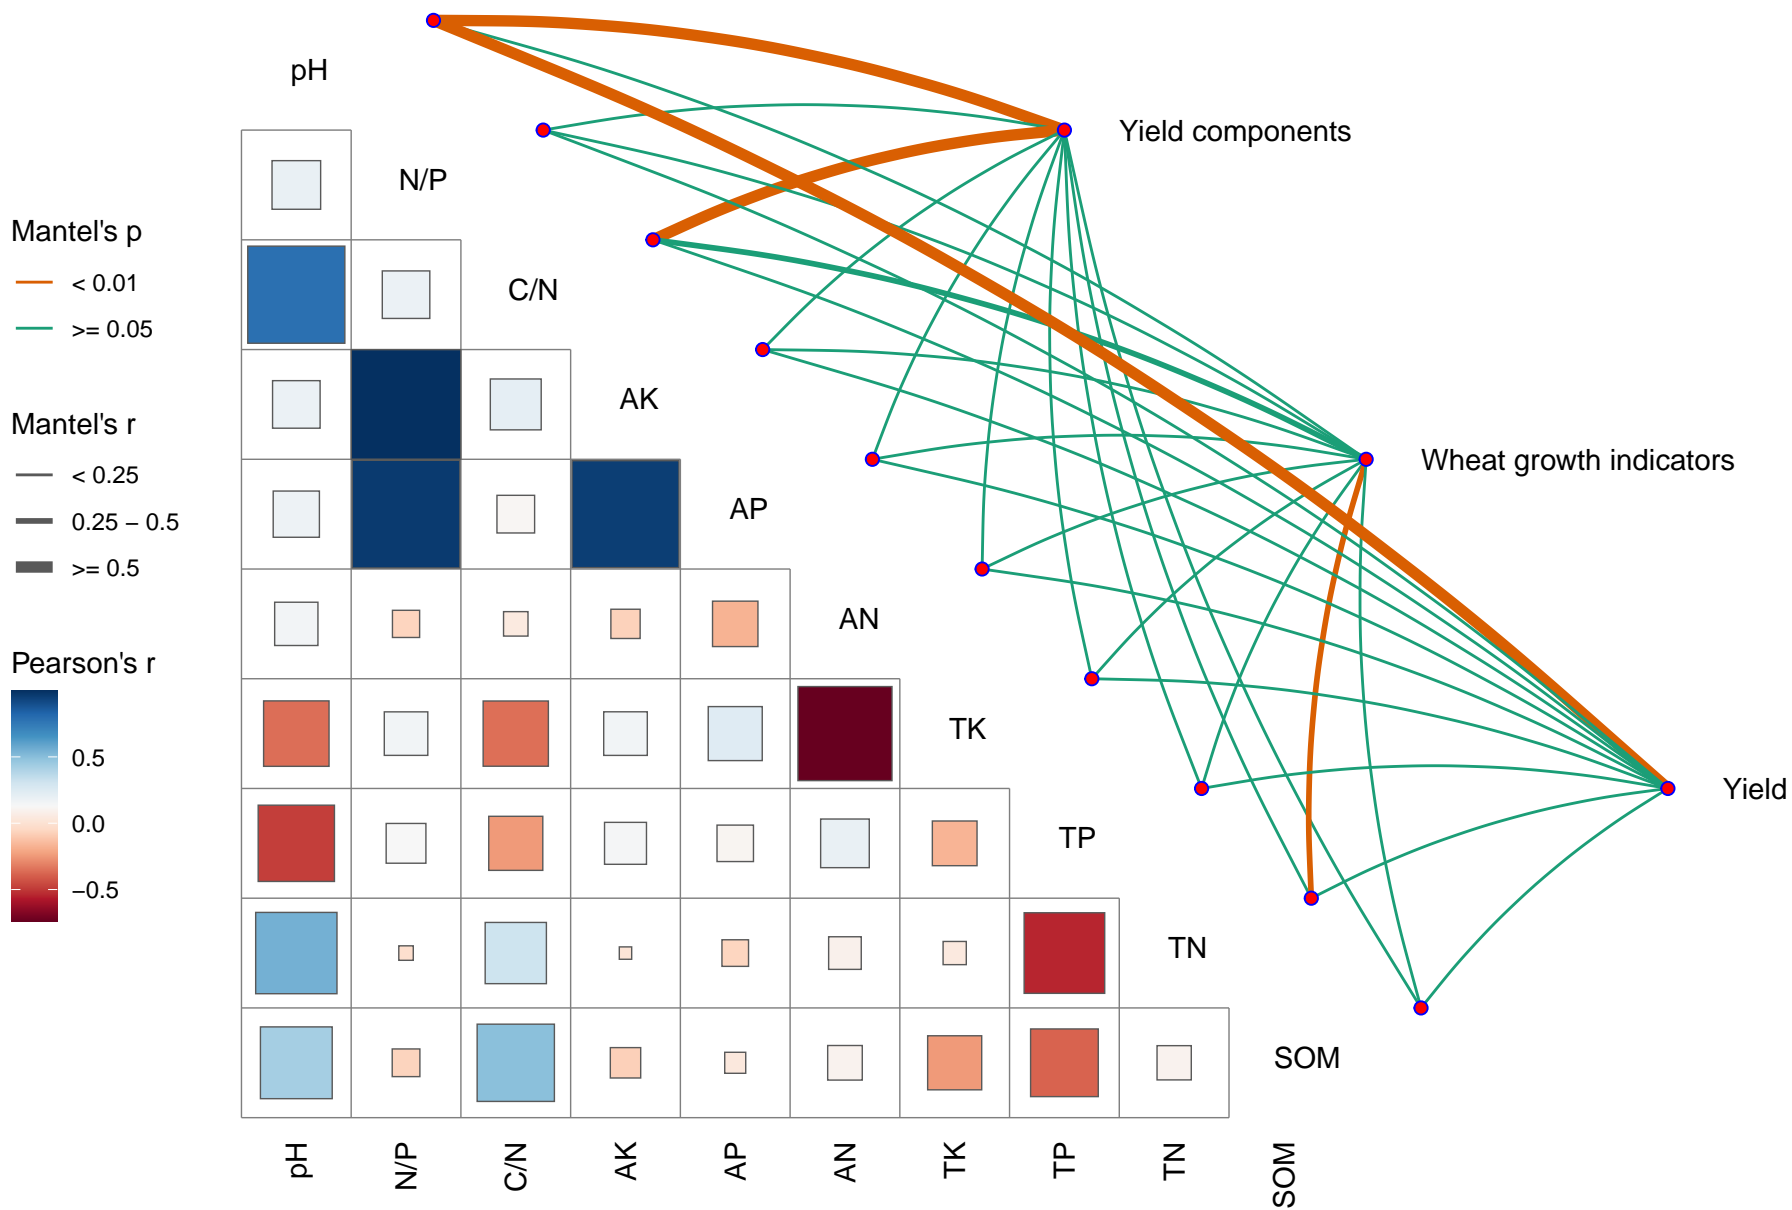 pH
Yield components
N/P
Mantel's p
< 0.01
>= 0.05
C/N
Mantel's r
< 0.25
0.25 − 0.5
>= 0.5
AK
Wheat growth indicators
AP
AN
Pearson's r
0.5
0.0
−0.5
TK
Yield
TP
TN
SOM
pH
N/P
C/N
AK
AP
AN
TK
TP
TN
SOM